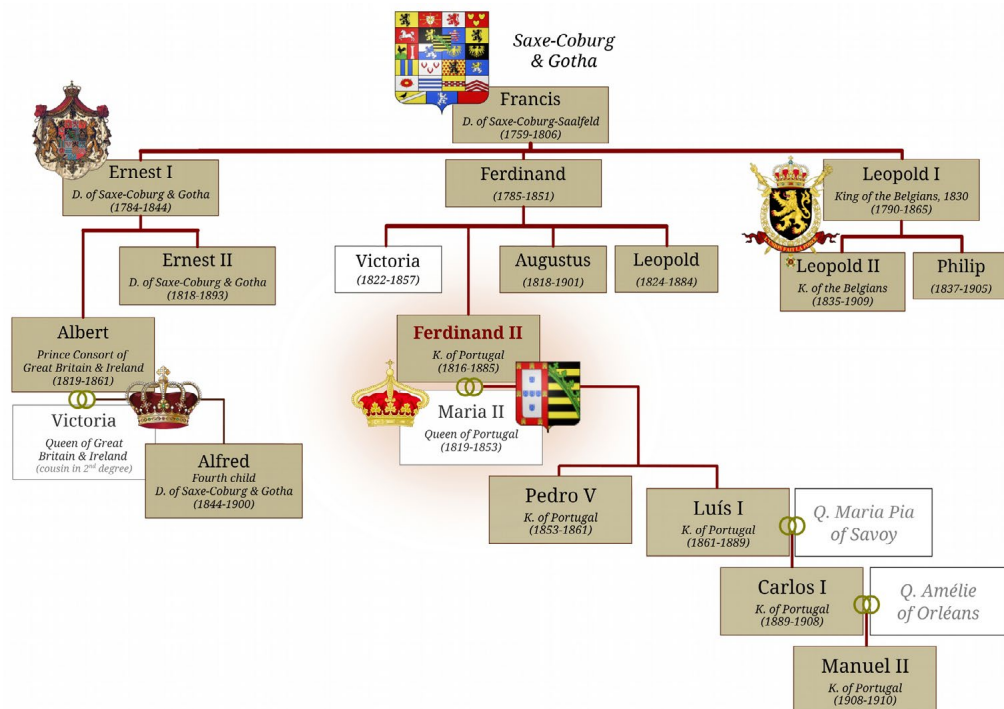 Saxe-Coburg
& Gotha
Francis
D. of Saxe-Coburg-Saalfeld
(1759-1806)
Ernest I
D. of Saxe-Coburg & Gotha
(1784-1844)
Ferdinand
(1785-1851)
Leopold I
King of the Belgians, 1830
(1790-1865)
Ernest II
D. of Saxe-Coburg & Gotha
(1818-1893)
Victoria
(1822-1857)
Augustus
(1818-1901)
Leopold
(1824-1884)
Leopold II
K. of the Belgians
(1835-1909)
Philip
(1837-1905)
Albert
Prince Consort of
Great Britain & Ireland
(1819-1861)
Ferdinand II
K. of Portugal
(1816-1885)
Victoria
Queen of Great
Britain & Ireland
(cousin in 2nd degree)
Maria II
Queen of Portugal
(1819-1853)
Alfred
Fourth child
D. of Saxe-Coburg & Gotha
(1844-1900)
Pedro V
K. of Portugal
(1853-1861)
Luís I
K. of Portugal
(1861-1889)
Q. Maria Pia
of Savoy
Carlos I
K. of Portugal
(1889-1908)
Q. Amélie
of Orléans
Manuel II
K. of Portugal
(1908-1910)